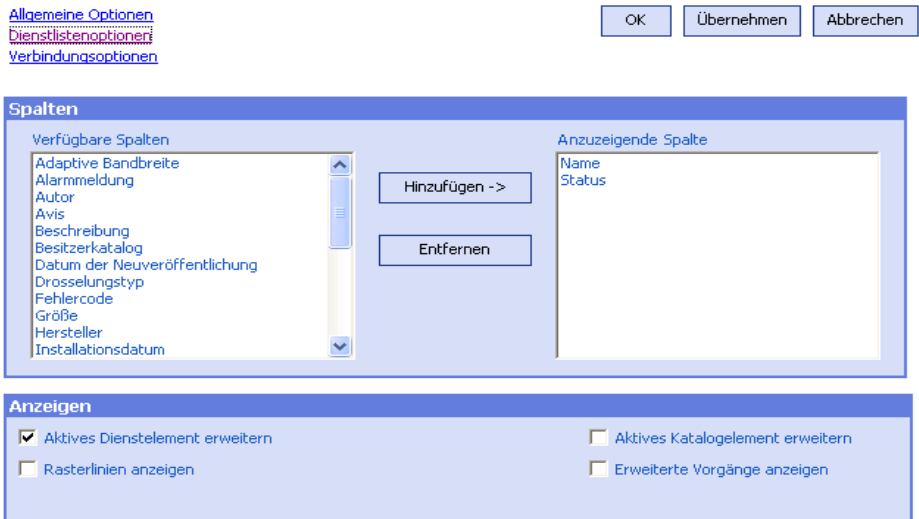 Allgemeine Optionen
Dienstlistenoptionen
Verbindungsoptionen
OK
Übernehmen
Abbrechen
Spalten
Verfügbare Spalten
Adaptive Bandbreite
Alarmmeldung
Autor
Avis
Beschreibung
Besitzerkatalog
Datum der Neuveröffentlichung
Drosselungstyp
Fehlercode
Größe
Hersteller
Installationsdatum
Hinzufügen ->
Entfernen
Anzuzeigende Spalte
Name
Status
Anzeigen
Aktives Dienstelement erweitern
Aktives Katalogelement erweitern
Rasterlinien anzeigen
Erweiterte Vorgänge anzeigen